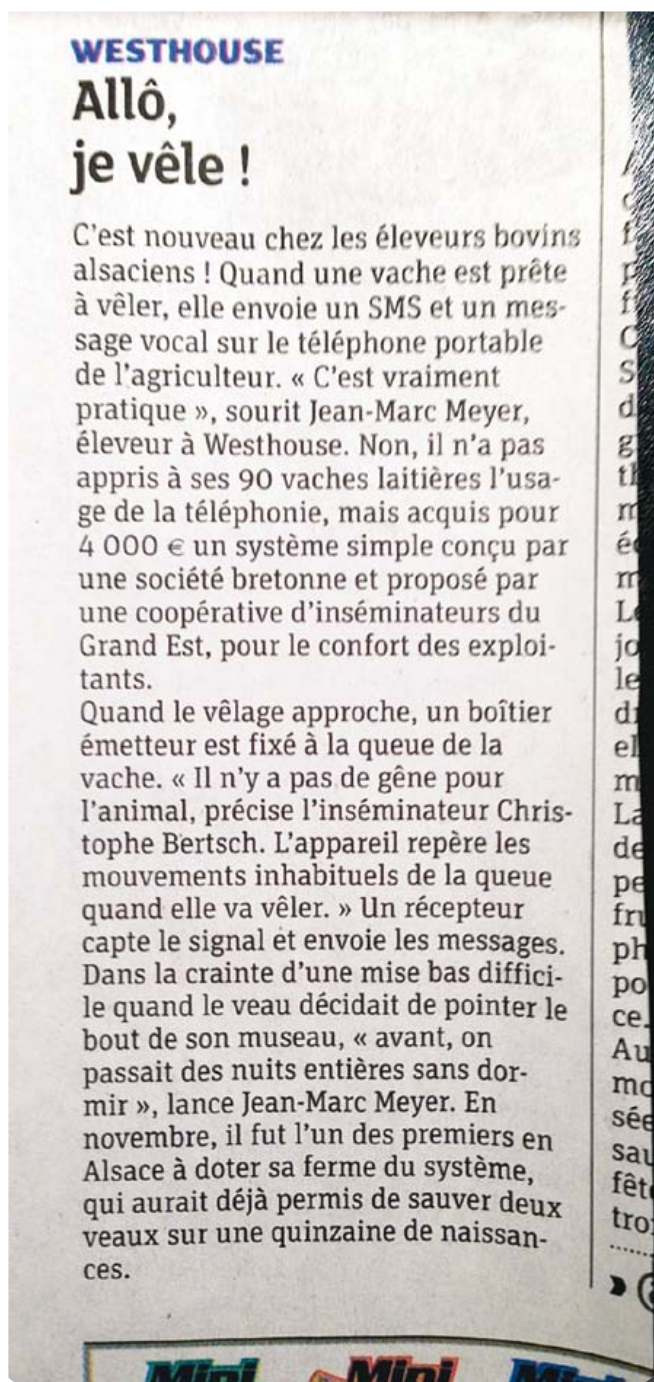 WESTHOUSE
Allô,
je vêle !
C'est nouveau chez les éleveurs bovins
alsaciens ! Quand une vache est prête
à vêler, elle envoie un SMS et un mes-
sage vocal sur le téléphone portable
de l'agriculteur. « C'est vraiment
pratique », sourit Jean-Marc Meyer,
éleveur à Westhouse. Non, il n'a pas
appris à ses 90 vaches laitières l'usa-
ge de la téléphonie, mais acquis pour
4 000 € un système simple conçu par
une société bretonne et proposé par
une coopérative d'inséminateurs du
Grand Est, pour le confort des exploi-
tants.
Quand le vêlage approche, un boîtier
émetteur est fixé à la queue de la
vache. « Il n'y a pas de gêne pour
l'animal, précise l'inséminateur Chris-
tophe Bertsch. L'appareil repère les
mouvements inhabituels de la queue
quand elle va vêler. » Un récepteur
capte le signal et envoie les messages.
Dans la crainte d'une mise bas diffici-
le quand le veau décidait de pointer le
bout de son museau, « avant, on
passait des nuits entières sans dor-
mir », lance Jean-Marc Meyer. En
novembre, il fut l'un des premiers en
Alsace à doter sa ferme du système,
qui aurait déjà permis de sauver deux
veaux sur une quinzaine de naissan-
ces.
Mini Mini